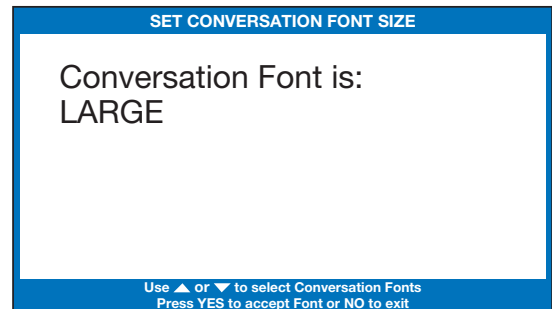 SET CONVERSATION FONT SIZE
Conversation Font is:
LARGE
Use ▲ or ▼ to select Conversation Fonts
Press YES to accept Font or NO to exit